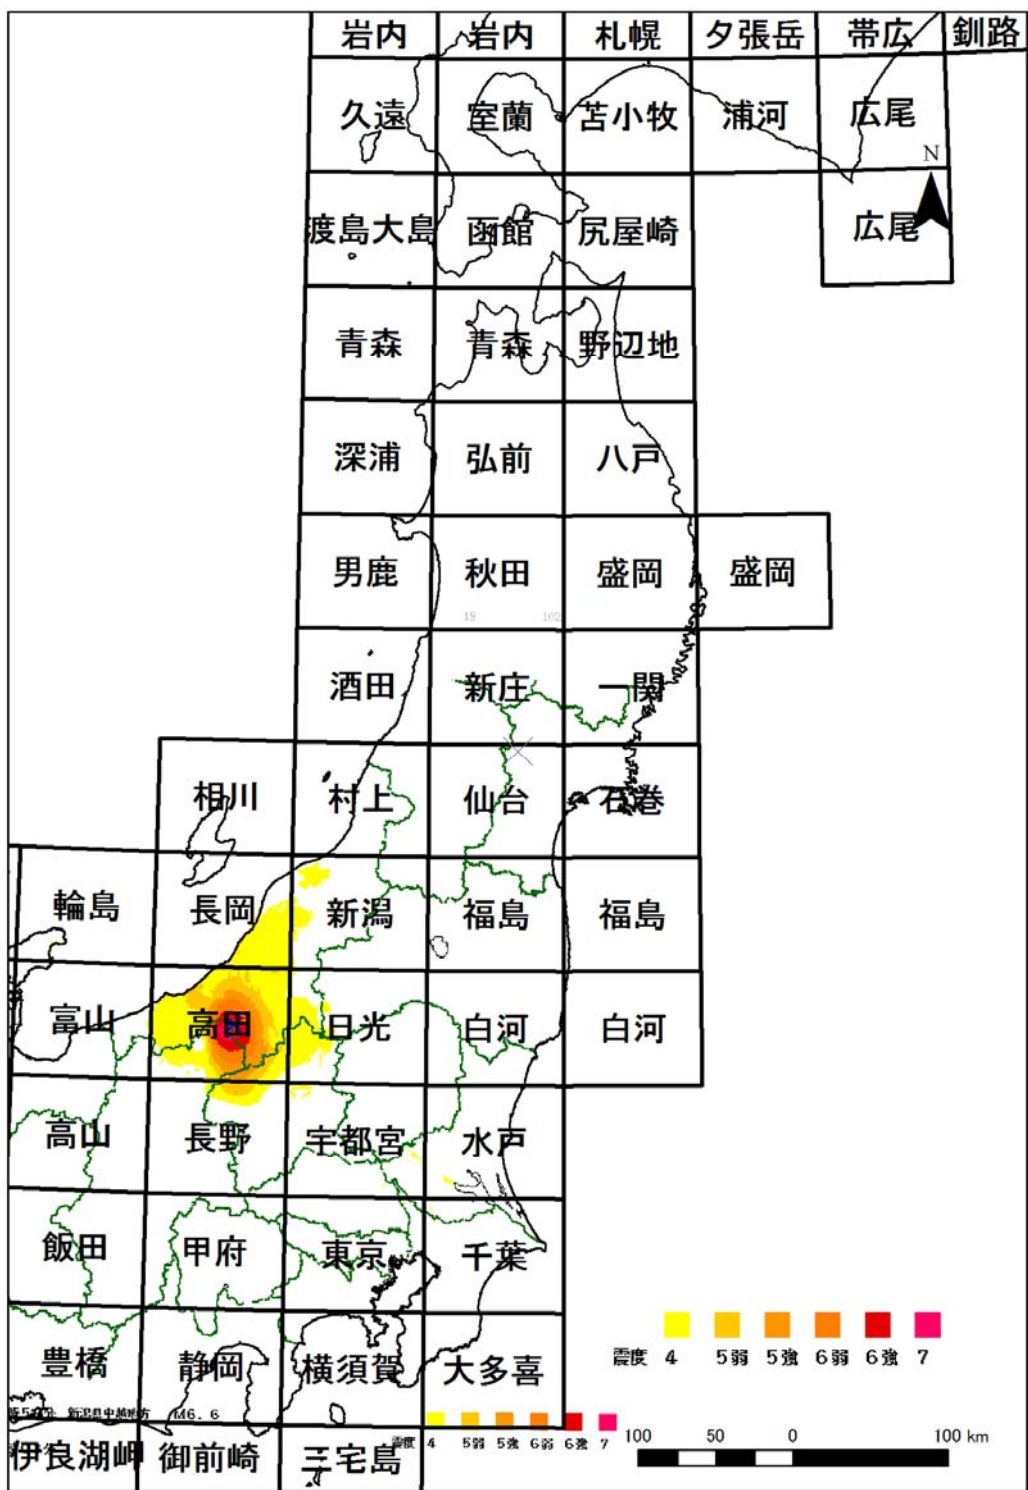 岩内 岩内 札幌 夕張岳 帯広 釧路
久遠 室蘭 苫小牧 浦河 広尾
N
渡島大島 函館 尻屋崎 広尾
青森 青森 野辺地
深浦 弘前 八戸
男鹿 秋田 盛岡 盛岡
15 102
酒田 新庄 一関
相川 村上 仙台 石巻
輪島 長岡 新潟 福島 福島
富山 高田 日光 白河 白河
高山 長野 宇都宮 水戸
飯田 甲府 東京 千葉
豊橋 静岡 横須賀 大多喜
震度 4 5弱 5強 6弱 6強 7
新潟県中越地方 M6.6
震度 4 5弱 5強 6弱 6強 7
伊良湖岬 御前崎 三宅島
100 50 0 100 km